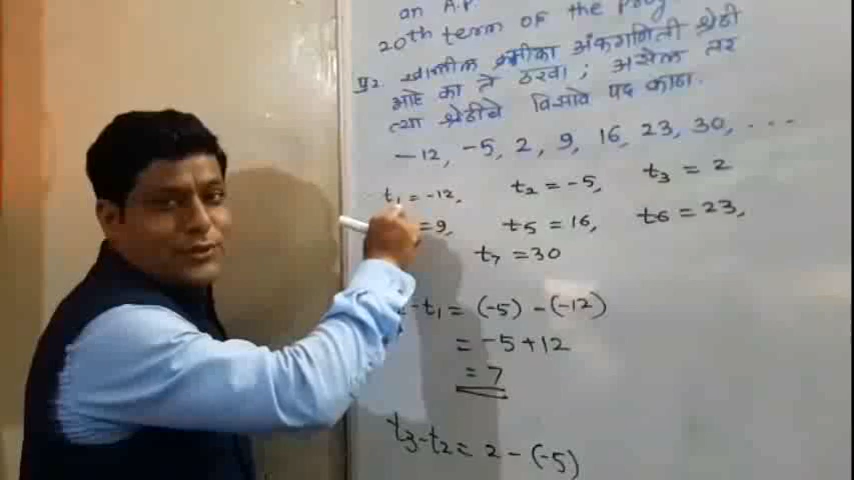 an A.P.
20th term of the prog
प्र2. खालील क्रमीका अंकगणिती श्रेढी
आहे का ते ठरवा; असेल तर
त्या श्रेढीचे विसावे पद काढा.
-12, -5, 2, 9, 16, 23, 30, ...
t₁ = -12, t₂ = -5, t₃ = 2
= 9, t₅ = 16, t₆ = 23,
t₇ = 30
- t₁ = (-5) - (-12)
= -5 + 12
= 7
t₃ - t₂ = 2 - (-5)